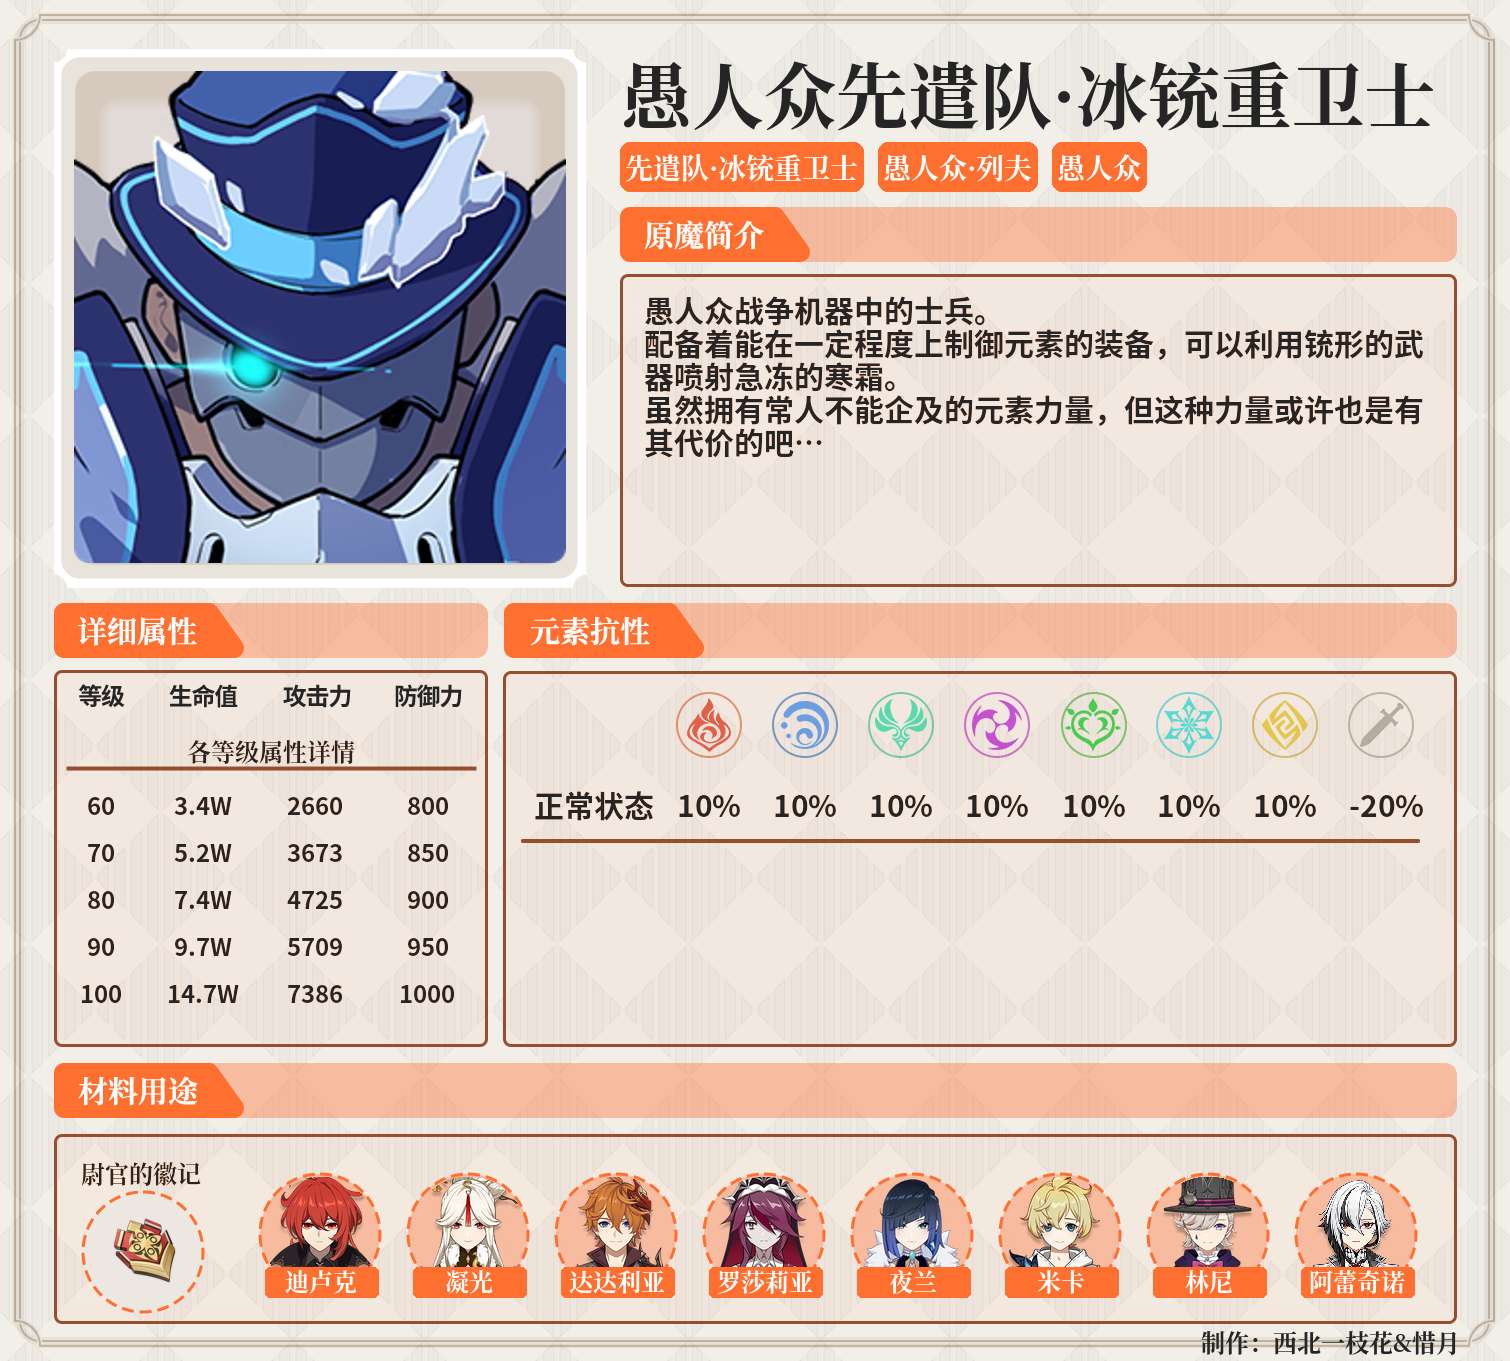 愚人众先遣队·冰铳重卫士
先遣队·冰铳重卫士 愚人众·列夫 愚人众
原魔简介
愚人众战争机器中的士兵。
配备着能在一定程度上制御元素的装备，可以利用铳形的武
器喷射急冻的寒霜。
虽然拥有常人不能企及的元素力量，但这种力量或许也是有
其代价的吧…
详细属性
等级 生命值 攻击力 防御力
各等级属性详情
60 3.4W 2660 800
70 5.2W 3673 850
80 7.4W 4725 900
90 9.7W 5709 950
100 14.7W 7386 1000
元素抗性
正常状态 10% 10% 10% 10% 10% 10% 10% -20%
材料用途
尉官的徽记
迪卢克 凝光 达达利亚 罗莎莉亚 夜兰 米卡 林尼 阿蕾奇诺
制作：西北一枝花&惜月